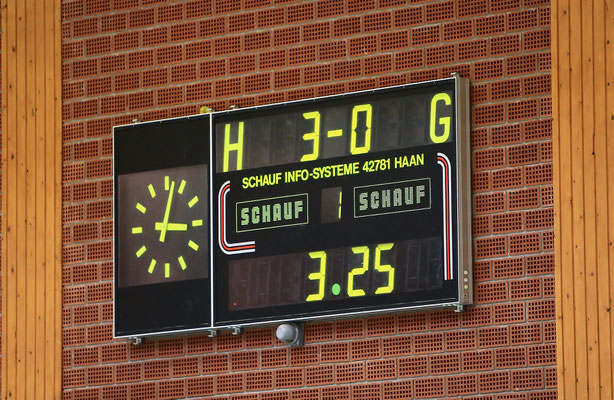 H 3-0 G
SCHAUF INFO-SYSTEME 42781 HAAN
SCHAUF 1 SCHAUF
3.25